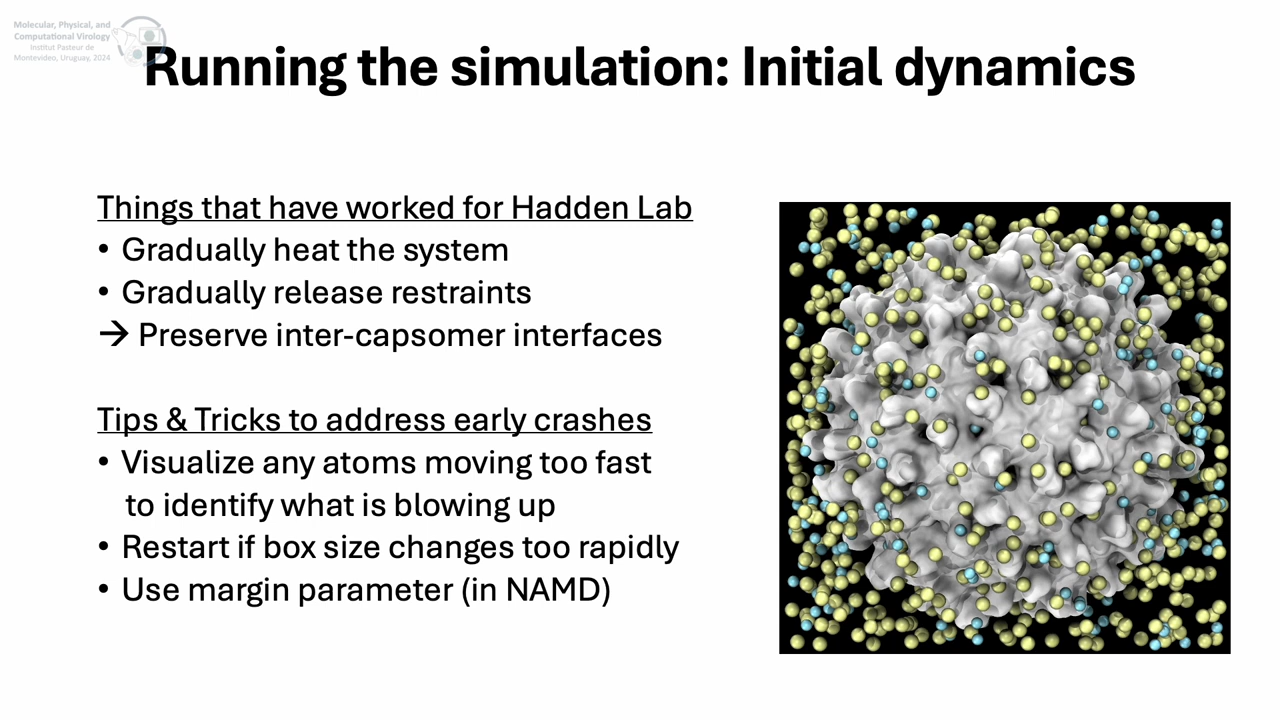 Molecular, Physical, and
Computational Virology
Institut Pasteur de
Montevideo, Uruguay, 2024
Running the simulation: Initial dynamics
Things that have worked for Hadden Lab
• Gradually heat the system
• Gradually release restraints
→ Preserve inter-capsomer interfaces
Tips & Tricks to address early crashes
• Visualize any atoms moving too fast
to identify what is blowing up
• Restart if box size changes too rapidly
• Use margin parameter (in NAMD)